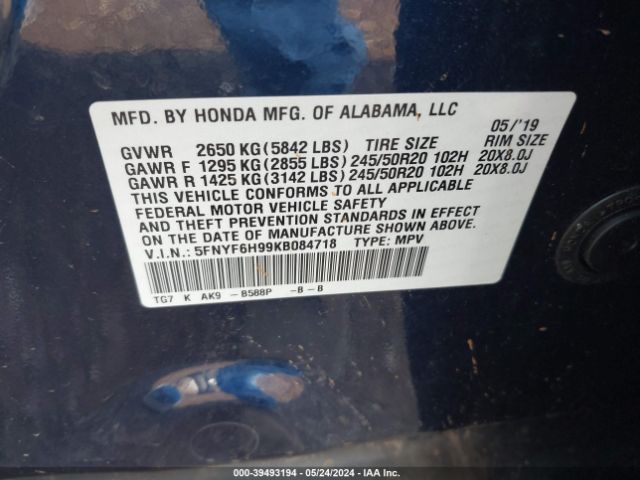 MFD. BY HONDA MFG. OF ALABAMA, LLC
05/'19
GVWR 2650 KG(5842 LBS) TIRE SIZE RIM SIZE
GAWR F 1295 KG(2855 LBS)245/50R20 102H 20X8.0J
GAWR R 1425 KG(3142 LBS)245/50R20 102H 20X8.0J
THIS VEHICLE CONFORMS TO ALL APPLICABLE
FEDERAL MOTOR VEHICLE SAFETY
AND THEFT PREVENTION STANDARDS IN EFFECT
ON THE DATE OF MANUFACTURE SHOWN ABOVE.
V.I.N.: 5FNYF6H99KB084718 TYPE: MPV
TG7 K AK9 -B588P -B-B
000-39493194 - 05/24/2024 - IAA Inc.